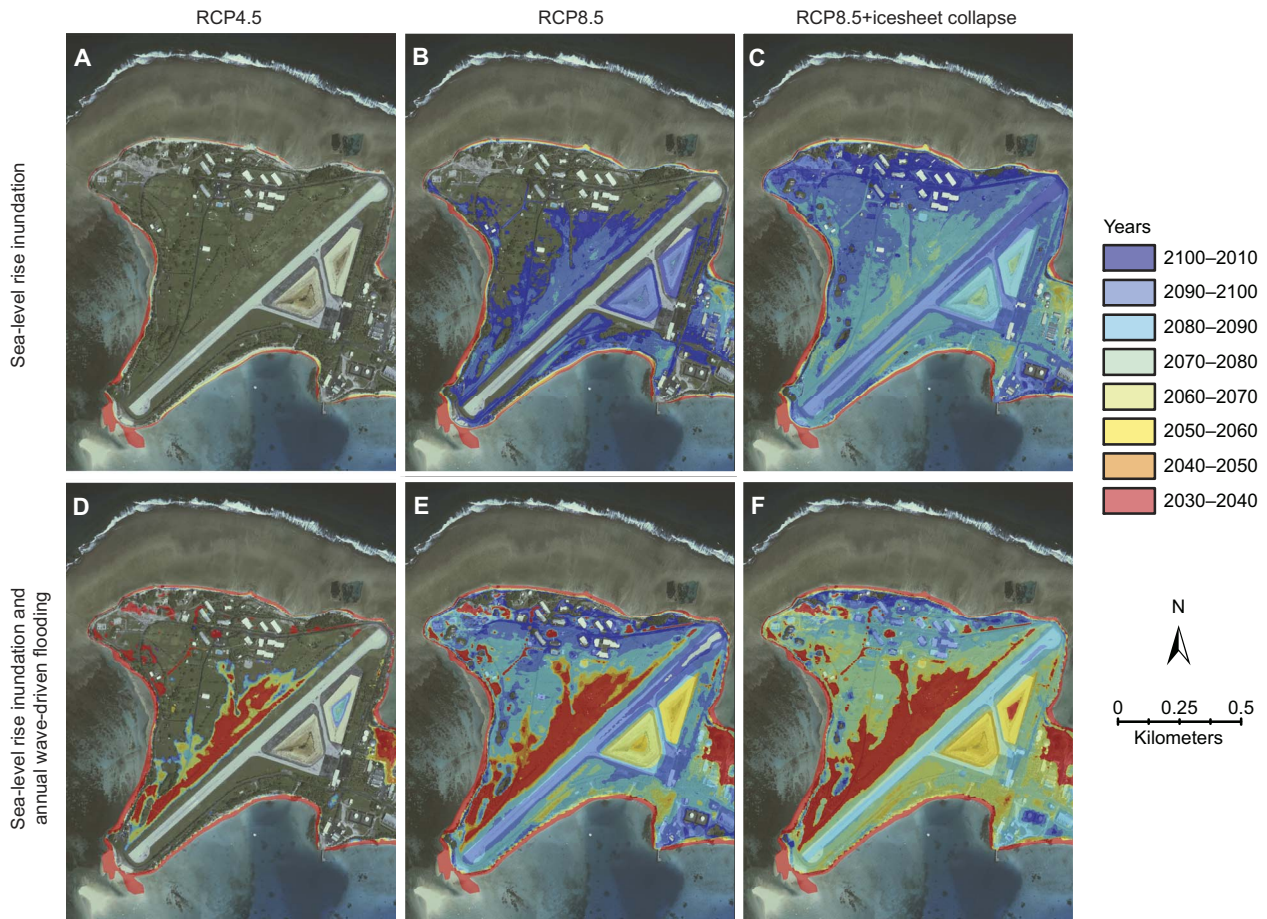 RCP4.5
RCP8.5
RCP8.5+icesheet collapse
Sea-level rise inundation
A
B
C
Years
2100–2010
2090–2100
2080–2090
2070–2080
2060–2070
2050–2060
2040–2050
2030–2040
Sea-level rise inundation and
annual wave-driven flooding
D
E
F
N
0 0.25 0.5
Kilometers